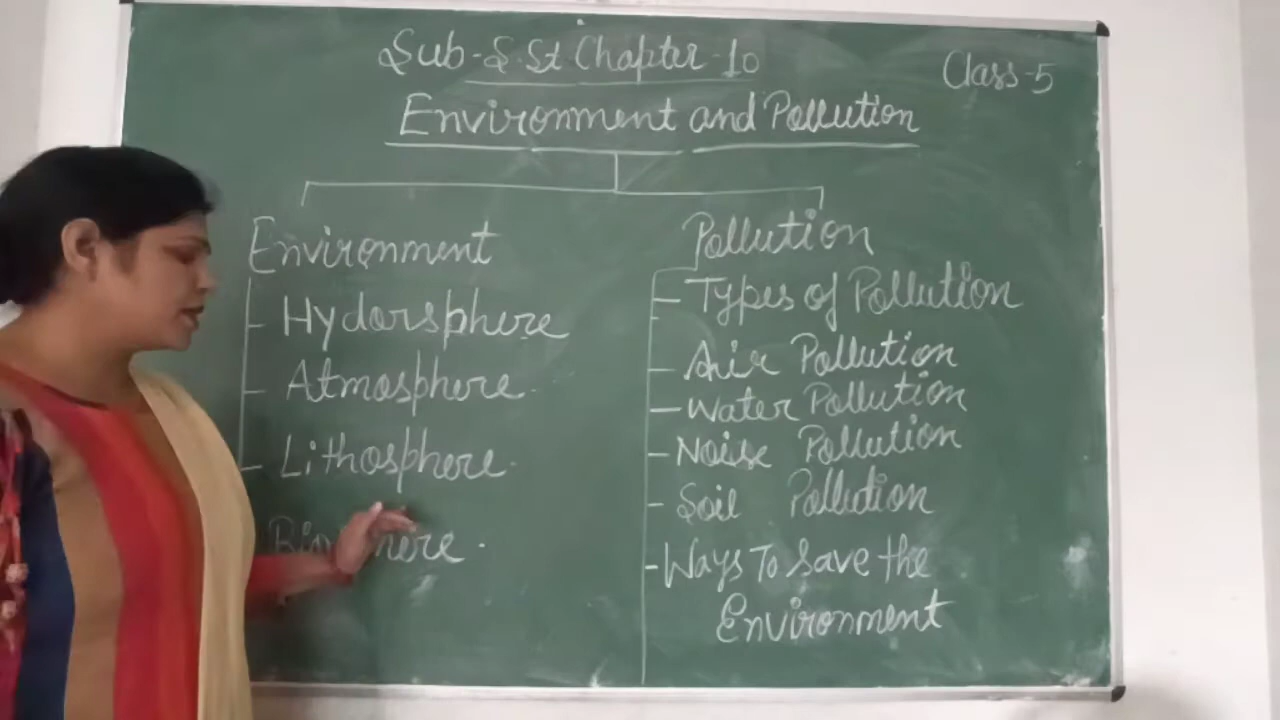 Sub-S.St Chapter-10
Class-5
Environment and Pollution
Environment
Hydorsphere
Atmosphere.
Lithosphere.
Pollution
- Types of Pollution
- Air Pollution
- Water Pollution
- Noise Pollution
- Soil Pollution
- Ways To Save the
Environment